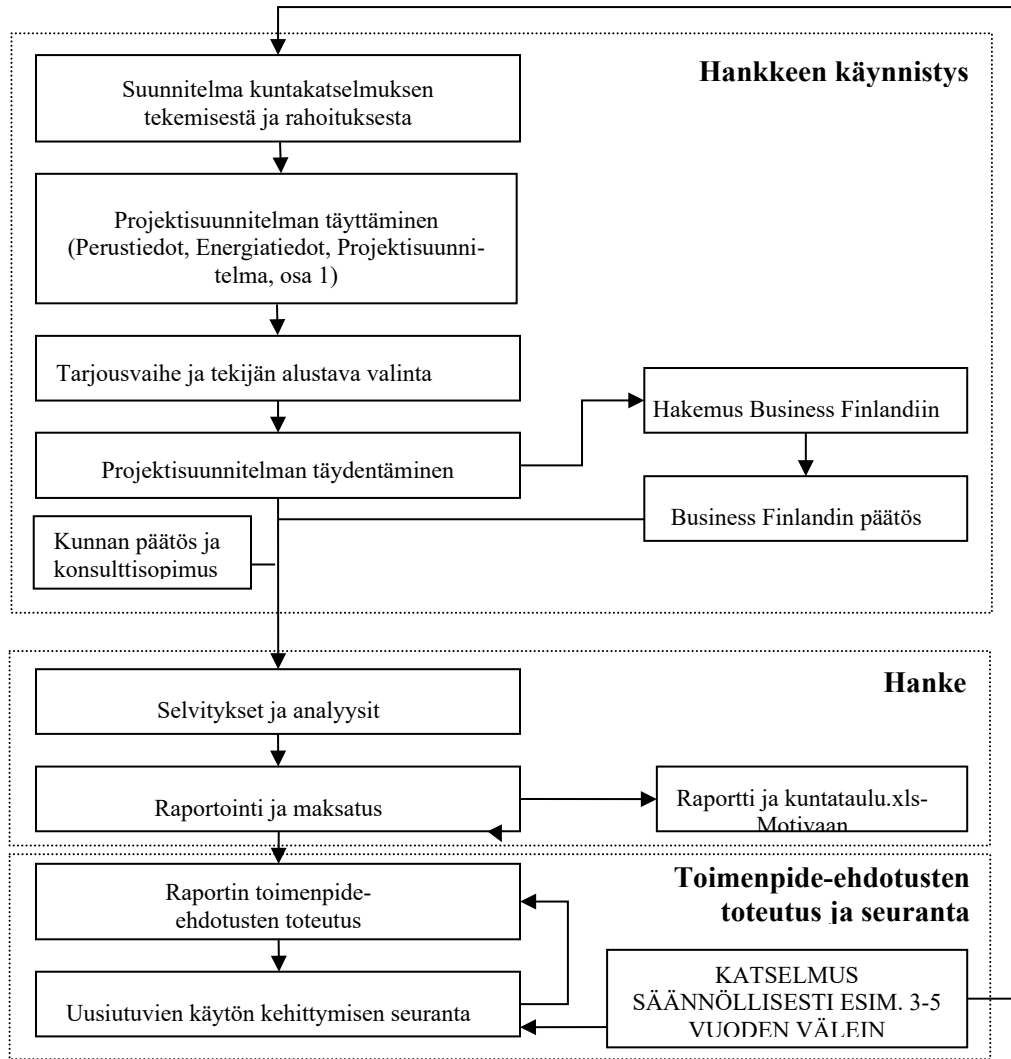 Hankkeen käynnistys
Suunnitelma kuntakatselmuksen
tekemisestä ja rahoituksesta
Projektisuunnitelman täyttäminen
(Perustiedot, Energiatiedot, Projektisuunni-
telma, osa 1)
Tarjousvaihe ja tekijän alustava valinta
Hakemus Business Finlandiin
Projektisuunnitelman täydentäminen
Business Finlandin päätös
Kunnan päätös ja
konsulttisopimus
Hanke
Selvitykset ja analyysit
Raportointi ja maksatus
Raportti ja kuntataulu.xls-
Motivaan
Toimenpide-ehdotusten
toteutus ja seuranta
Raportin toimenpide-
ehdotusten toteutus
Uusiutuvien käytön kehittymisen seuranta
KATSELMUS
SÄÄNNÖLLISESTI ESIM. 3-5
VUODEN VÄLEIN